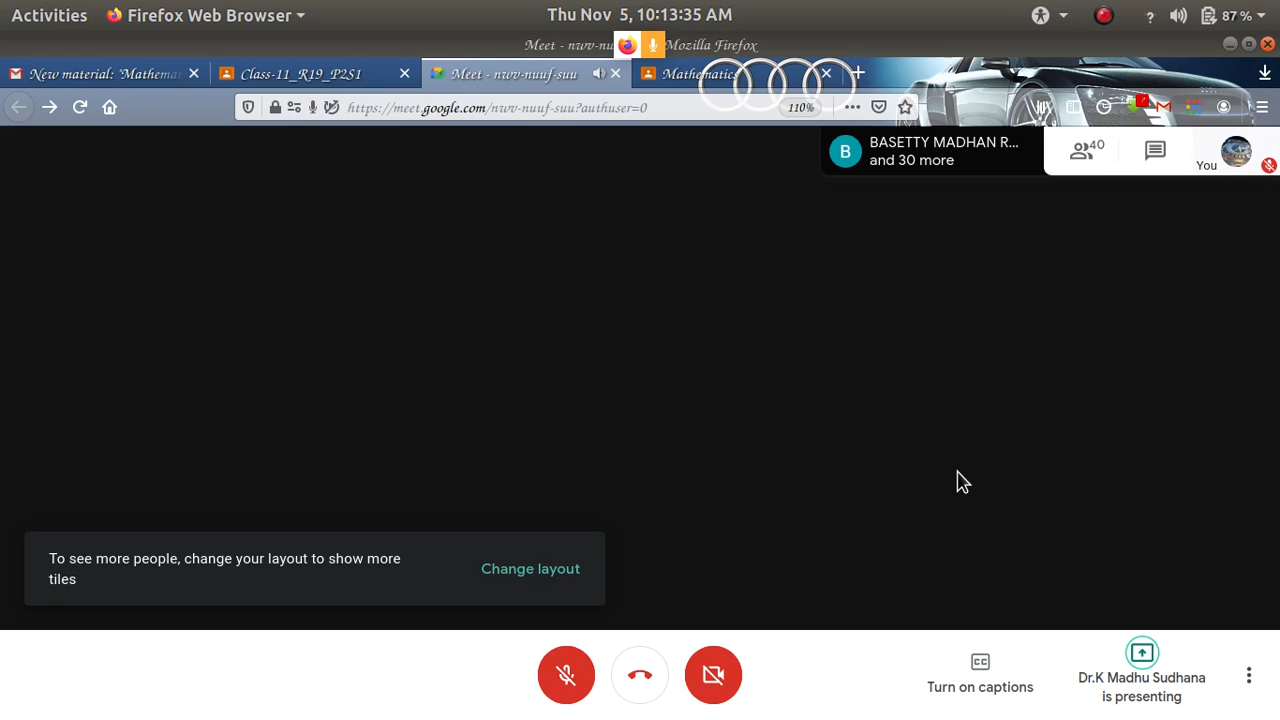 Activities Firefox Web Browser Thu Nov 5, 10:13:35 AM ? 87 %
Meet - nwv-nu Mozilla Firefox
New material: 'Mathema Class-11_R19_P2S1 Meet - nwv-nuuf-suu Mathematics
https://meet.google.com/nwv-nuuf-suu?authuser=0 110%
BASETTY MADHAN R...
and 30 more
B
40
You
To see more people, change your layout to show more
tiles
Change layout
CC
Turn on captions
Dr.K Madhu Sudhana
is presenting